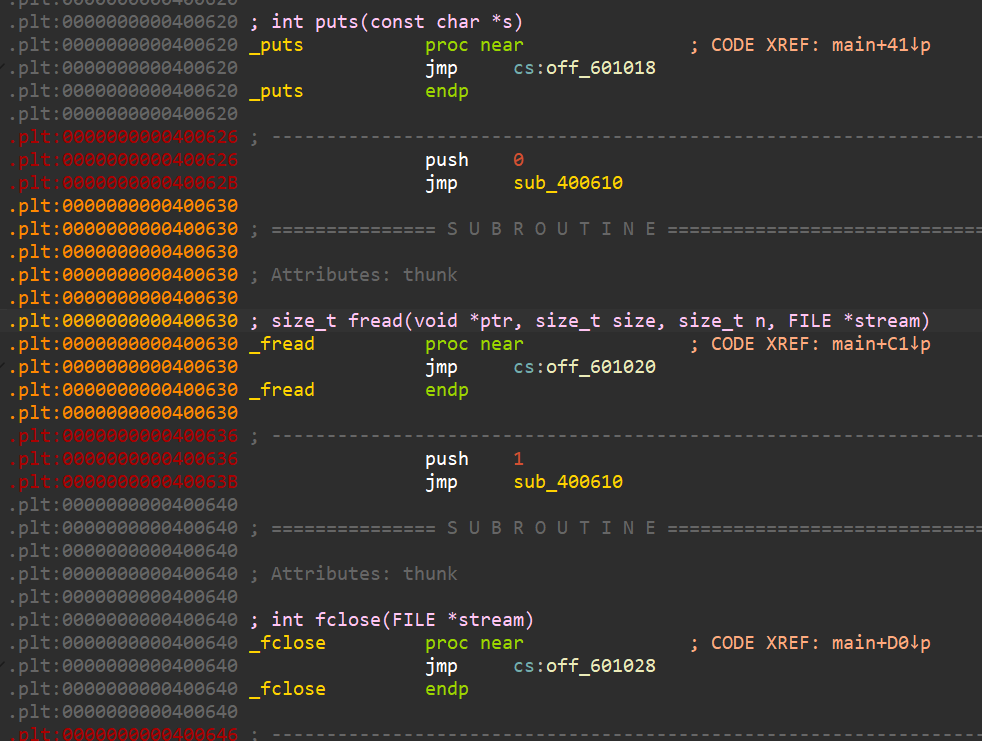 .plt:0000000000400620
.plt:0000000000400620 ; int puts(const char *s)
.plt:0000000000400620 _puts proc near ; CODE XREF: main+41↓p
.plt:0000000000400620 jmp cs:off_601018
.plt:0000000000400620 _puts endp
.plt:0000000000400620
.plt:0000000000400626 ; -----------------------------------------------------------------
.plt:0000000000400626 push 0
.plt:0000000000400628 jmp sub_400610
.plt:0000000000400630
.plt:0000000000400630 ; =============== S U B R O U T I N E =============================
.plt:0000000000400630
.plt:0000000000400630 ; Attributes: thunk
.plt:0000000000400630
.plt:0000000000400630 ; size_t fread(void *ptr, size_t size, size_t n, FILE *stream)
.plt:0000000000400630 _fread proc near ; CODE XREF: main+C1↓p
.plt:0000000000400630 jmp cs:off_601020
.plt:0000000000400630 _fread endp
.plt:0000000000400630
.plt:0000000000400636 ; -----------------------------------------------------------------
.plt:0000000000400636 push 1
.plt:0000000000400638 jmp sub_400610
.plt:0000000000400640
.plt:0000000000400640 ; =============== S U B R O U T I N E =============================
.plt:0000000000400640
.plt:0000000000400640 ; Attributes: thunk
.plt:0000000000400640
.plt:0000000000400640 ; int fclose(FILE *stream)
.plt:0000000000400640 _fclose proc near ; CODE XREF: main+D0↓p
.plt:0000000000400640 jmp cs:off_601028
.plt:0000000000400640 _fclose endp
.plt:0000000000400640
.plt:0000000000400646 ; -----------------------------------------------------------------